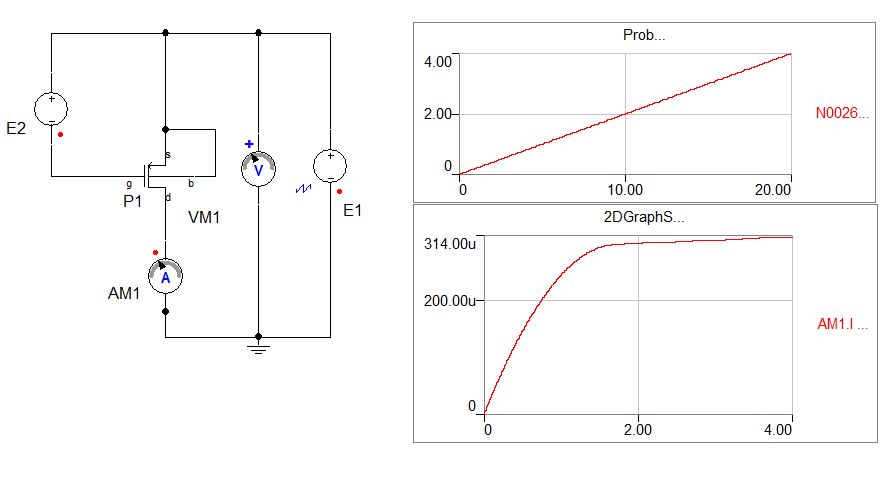 E2
+
−
s
g
b
d
P1
+
V
VM1
+
−
E1
A
AM1
Prob...
4.00
2.00
0
0 10.00 20.00
N0026...
2DGraphS...
314.00u
200.00u
0
0 2.00 4.00
AM1.I ...